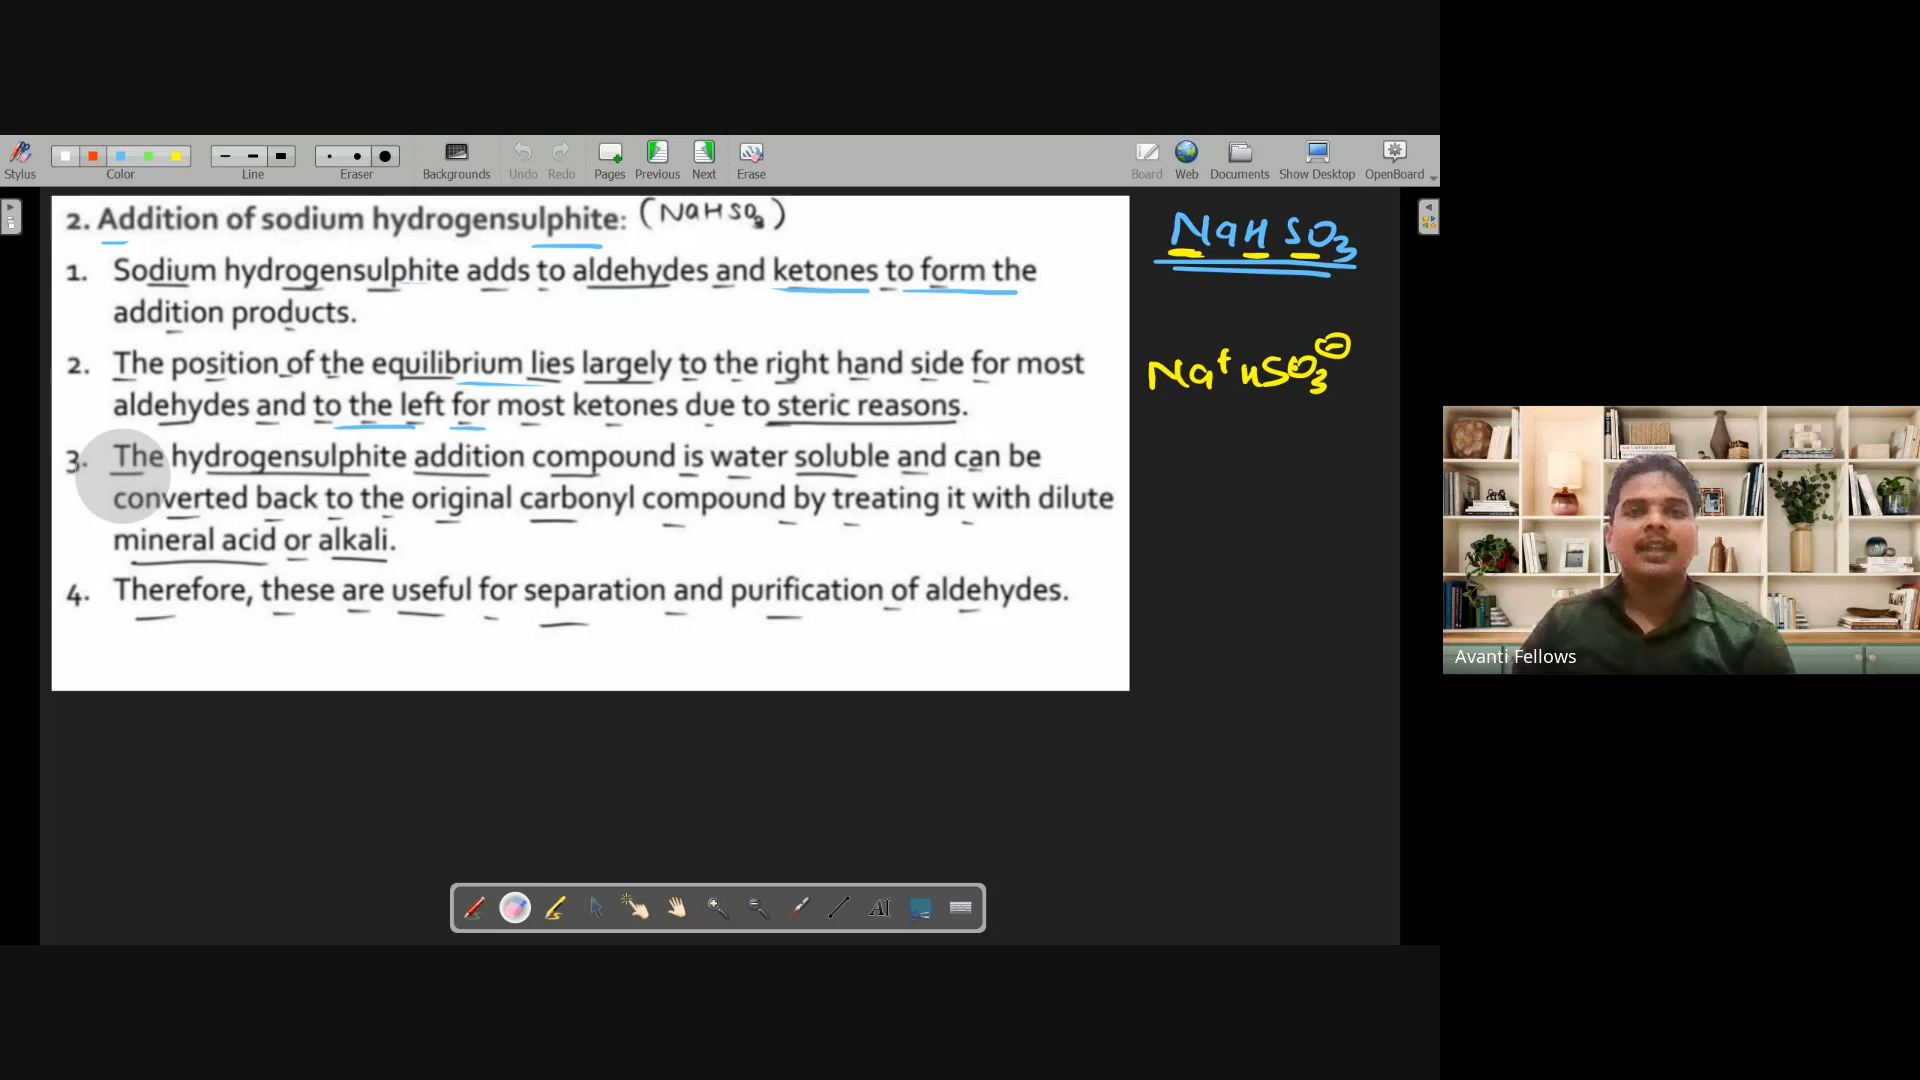 Stylus
Color
Line
Eraser
Backgrounds
Undo
Redo
Pages
Previous
Next
Erase
Board
Web
Documents
Show Desktop
OpenBoard
2. Addition of sodium hydrogensulphite: (NaHSO3)
NaHSO3
1. Sodium hydrogensulphite adds to aldehydes and ketones to form the
addition products.
2. The position of the equilibrium lies largely to the right hand side for most
aldehydes and to the left for most ketones due to steric reasons.
Na+HSO3-
3. The hydrogensulphite addition compound is water soluble and can be
converted back to the original carbonyl compound by treating it with dilute
mineral acid or alkali.
4. Therefore, these are useful for separation and purification of aldehydes.
Avanti Fellows
AI